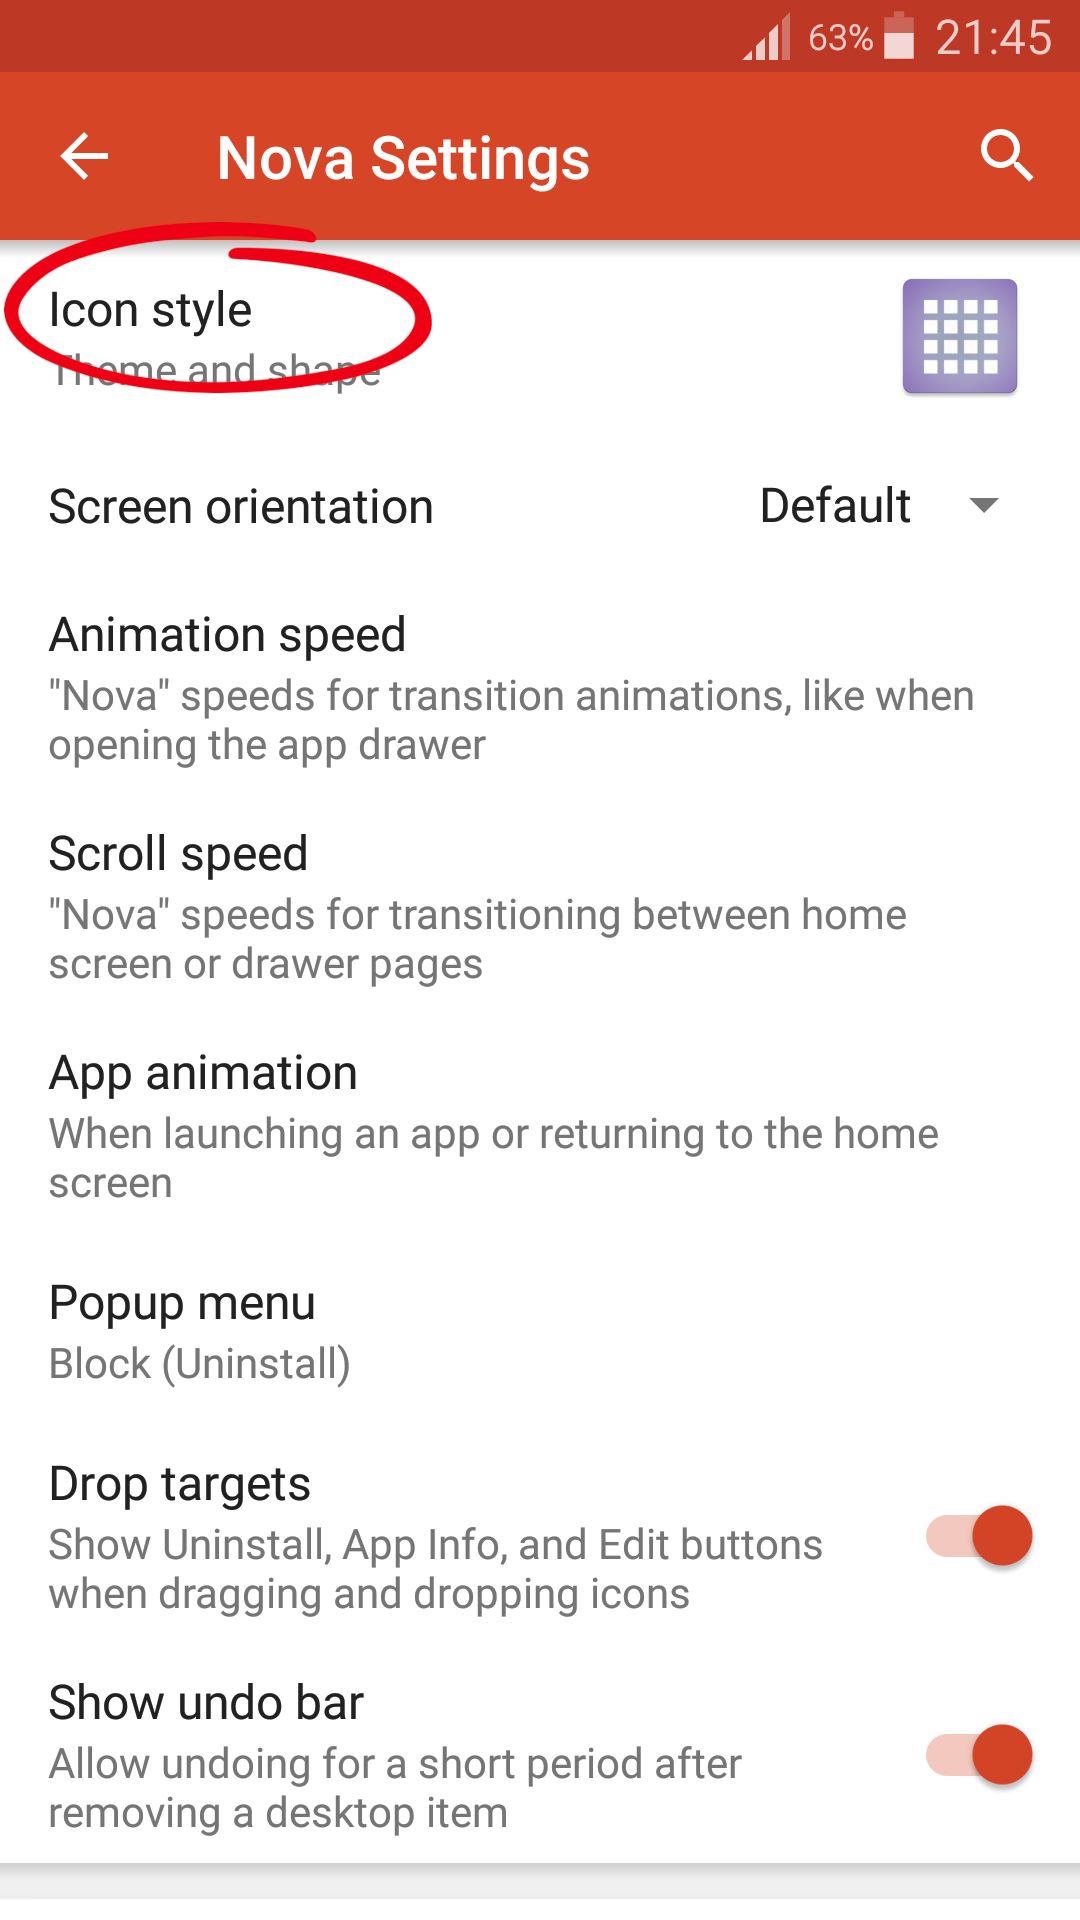 63% 21:45
Nova Settings
Icon style
Theme and shape
Screen orientation Default
Animation speed
"Nova" speeds for transition animations, like when
opening the app drawer
Scroll speed
"Nova" speeds for transitioning between home
screen or drawer pages
App animation
When launching an app or returning to the home
screen
Popup menu
Block (Uninstall)
Drop targets
Show Uninstall, App Info, and Edit buttons
when dragging and dropping icons
Show undo bar
Allow undoing for a short period after
removing a desktop item